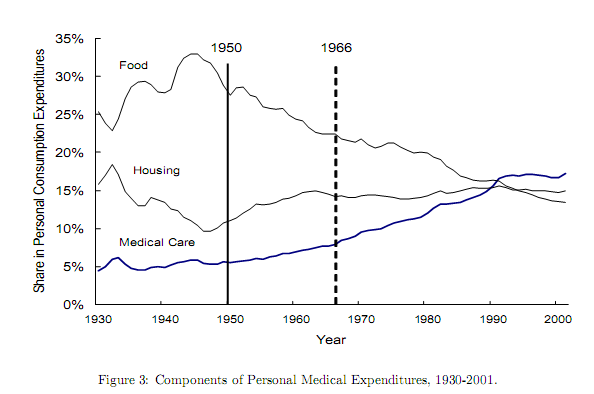 35%
1950
1966
Food
30%
25%
20%
Housing
15%
10%
Medical Care
5%
0%
Share in Personal Consumption Expenditures
1930 1940 1950 1960 1970 1980 1990 2000
Year
Figure 3: Components of Personal Medical Expenditures, 1930-2001.